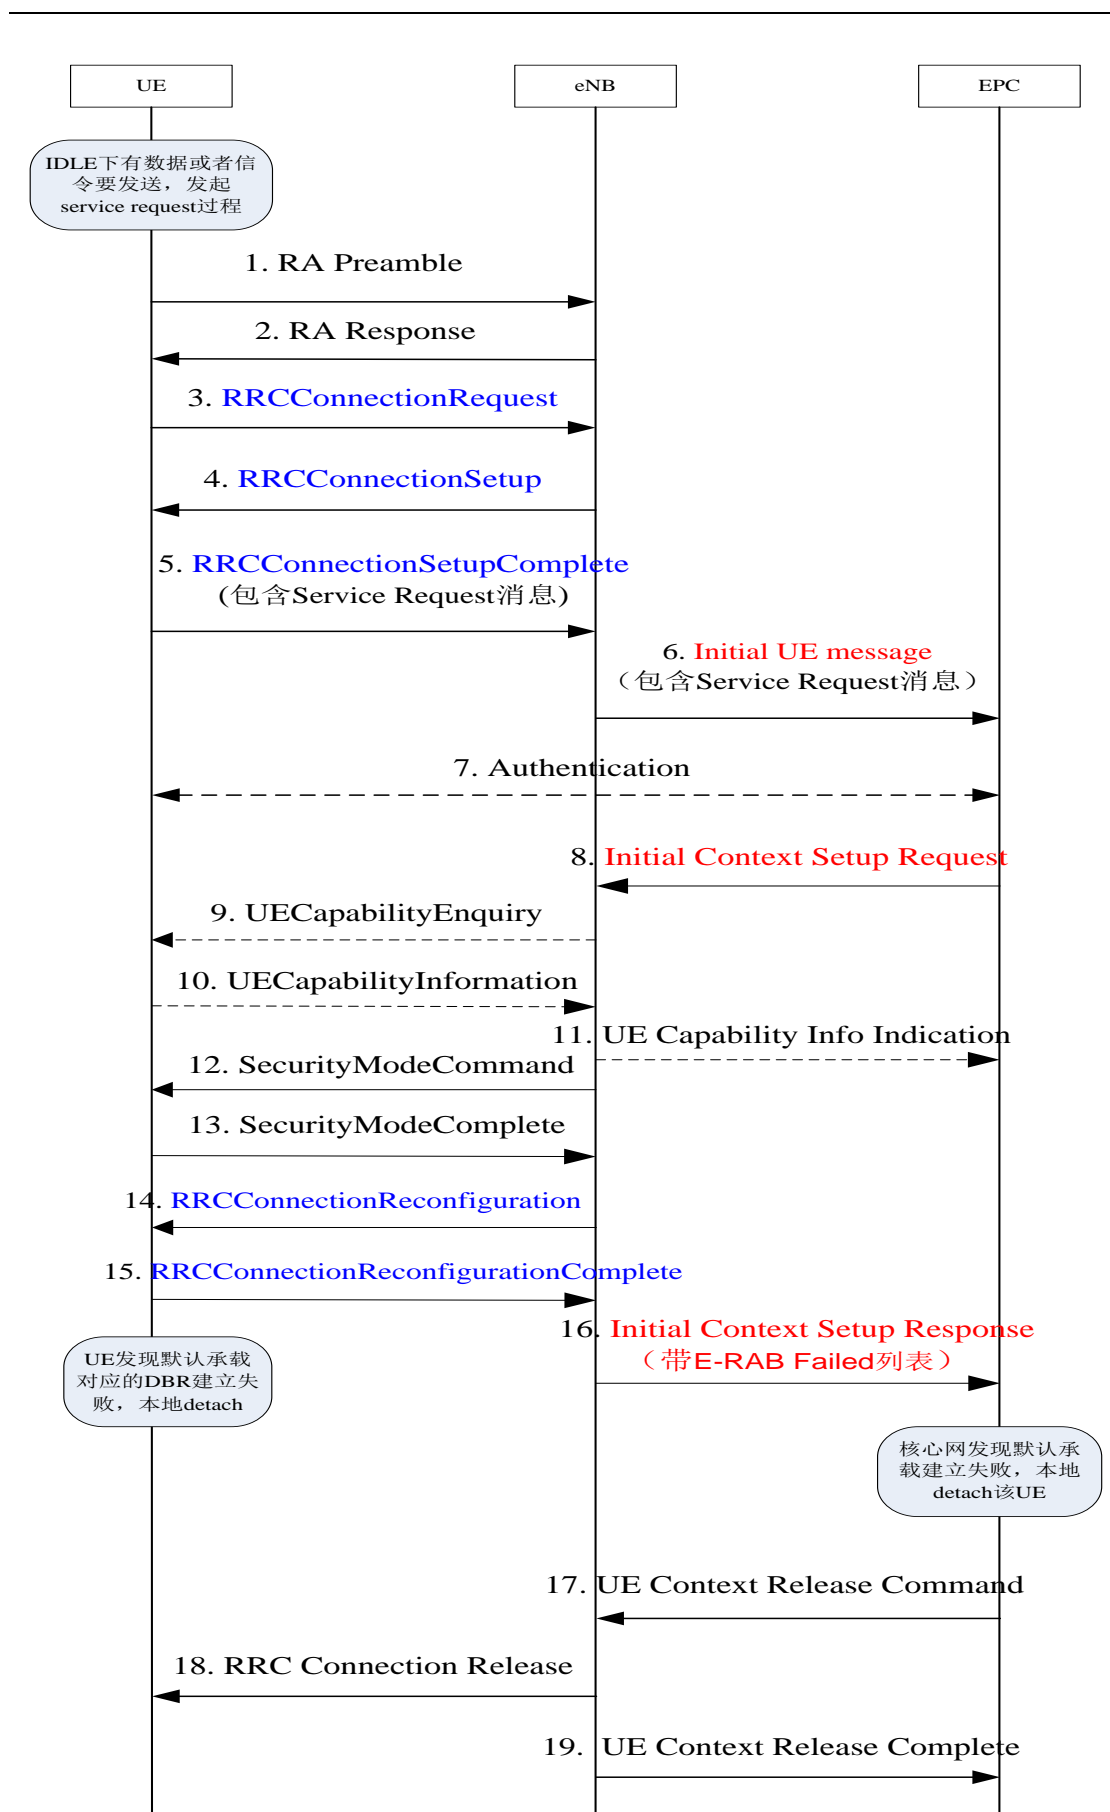 UE
eNB
EPC
IDLE下有数据或者信
令要发送，发起
service request过程
1. RA Preamble
2. RA Response
3. RRCConnectionRequest
4. RRCConnectionSetup
5. RRCConnectionSetupComplete
(包含Service Request消息)
6. Initial UE message
（包含Service Request消息）
7. Authentication
8. Initial Context Setup Request
9. UECapabilityEnquiry
10. UECapabilityInformation
11. UE Capability Info Indication
12. SecurityModeCommand
13. SecurityModeComplete
14. RRCConnectionReconfiguration
15. RRCConnectionReconfigurationComplete
16. Initial Context Setup Response
（带E-RAB Failed列表）
UE发现默认承载
对应的DBR建立失
败，本地detach
核心网发现默认承
载建立失败，本地
detach该UE
17. UE Context Release Command
18. RRC Connection Release
19. UE Context Release Complete